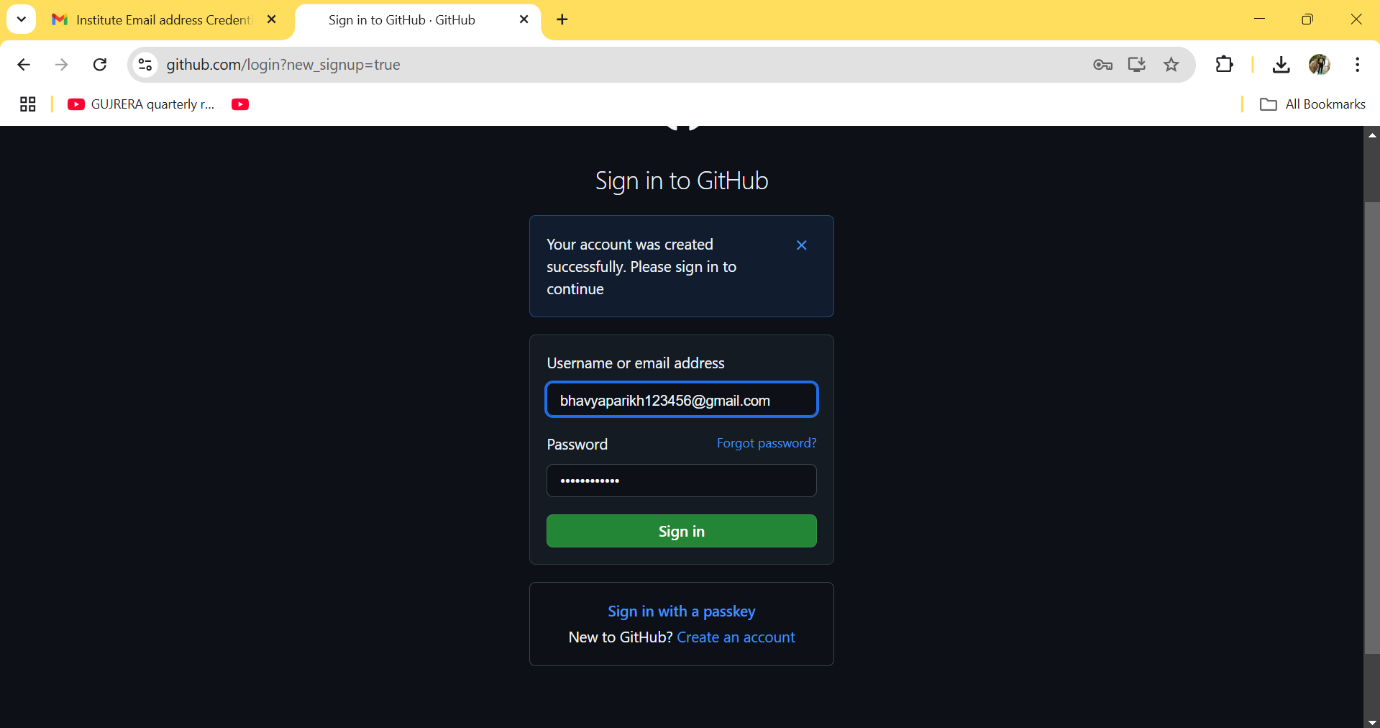 Institute Email address Credenti
Sign in to GitHub · GitHub
github.com/login?new_signup=true
GUJRERA quarterly r...
All Bookmarks
Sign in to GitHub
Your account was created
successfully. Please sign in to
continue
Username or email address
bhavyaparikh123456@gmail.com
Password
Forgot password?
••••••••••••
Sign in
Sign in with a passkey
New to GitHub? Create an account